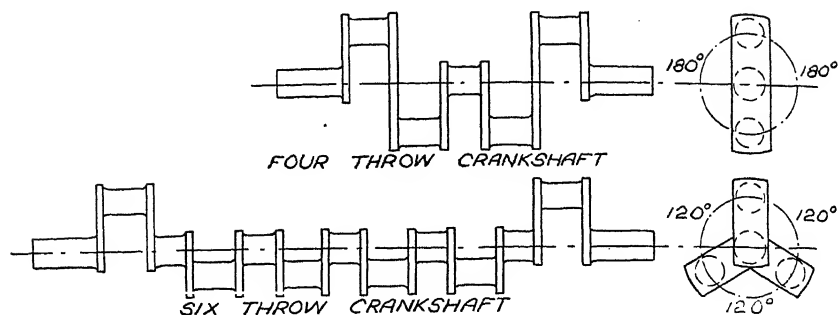 180° 180°
FOUR THROW CRANKSHAFT
120° 120°
120°
SIX THROW CRANKSHAFT